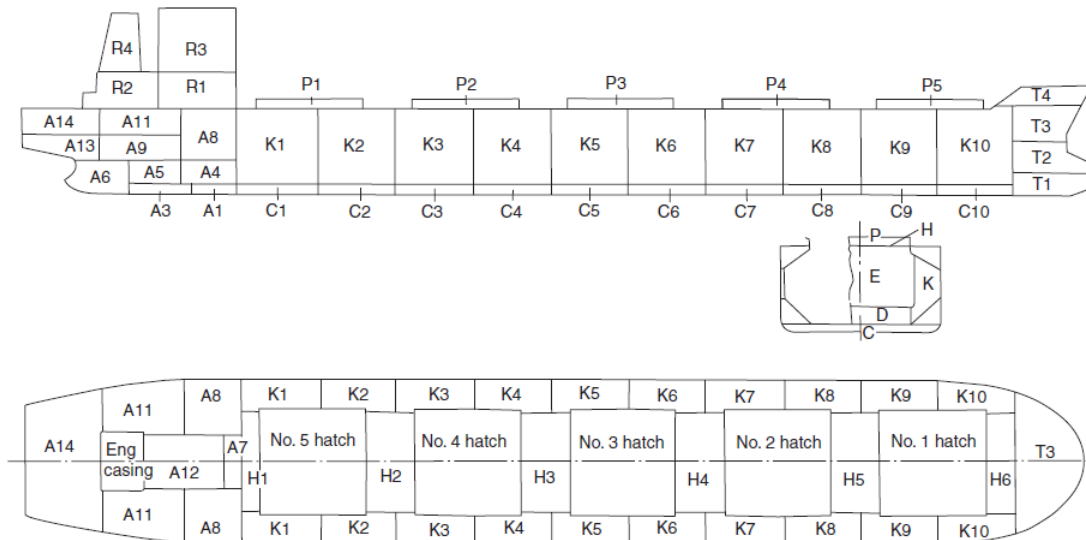 R4 R3
R2 R1 P1 P2 P3 P4 P5 T4
A14 A11 A8 K1 K2 K3 K4 K5 K6 K7 K8 K9 K10 T3
A13 A9 T2
A6 A5 A4 T1
A3 A1 C1 C2 C3 C4 C5 C6 C7 C8 C9 C10
P H
E K
D
C
A11 A8 K1 K2 K3 K4 K5 K6 K7 K8 K9 K10
A14 Eng casing A12 A7 H1 No. 5 hatch H2 No. 4 hatch H3 No. 3 hatch H4 No. 2 hatch H5 No. 1 hatch H6 T3
A11 A8 K1 K2 K3 K4 K5 K6 K7 K8 K9 K10